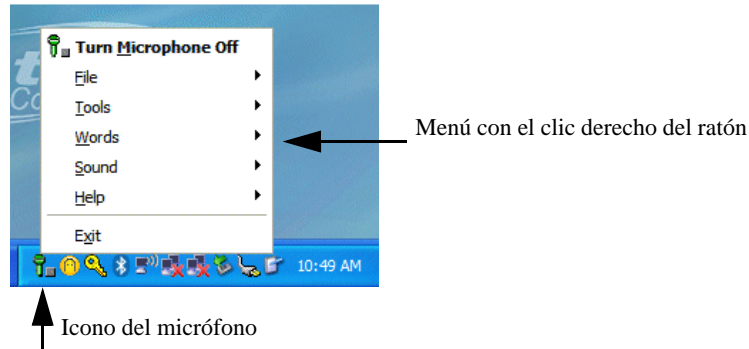 Turn Microphone Off
File
Tools
Words
Sound
Help
Exit
10:49 AM
Menú con el clic derecho del ratón
Icono del micrófono